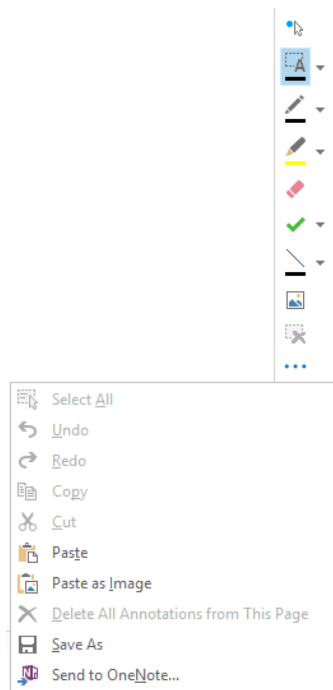 A
Select All
Undo
Redo
Copy
Cut
Paste
Paste as Image
Delete All Annotations from This Page
Save As
Send to OneNote...